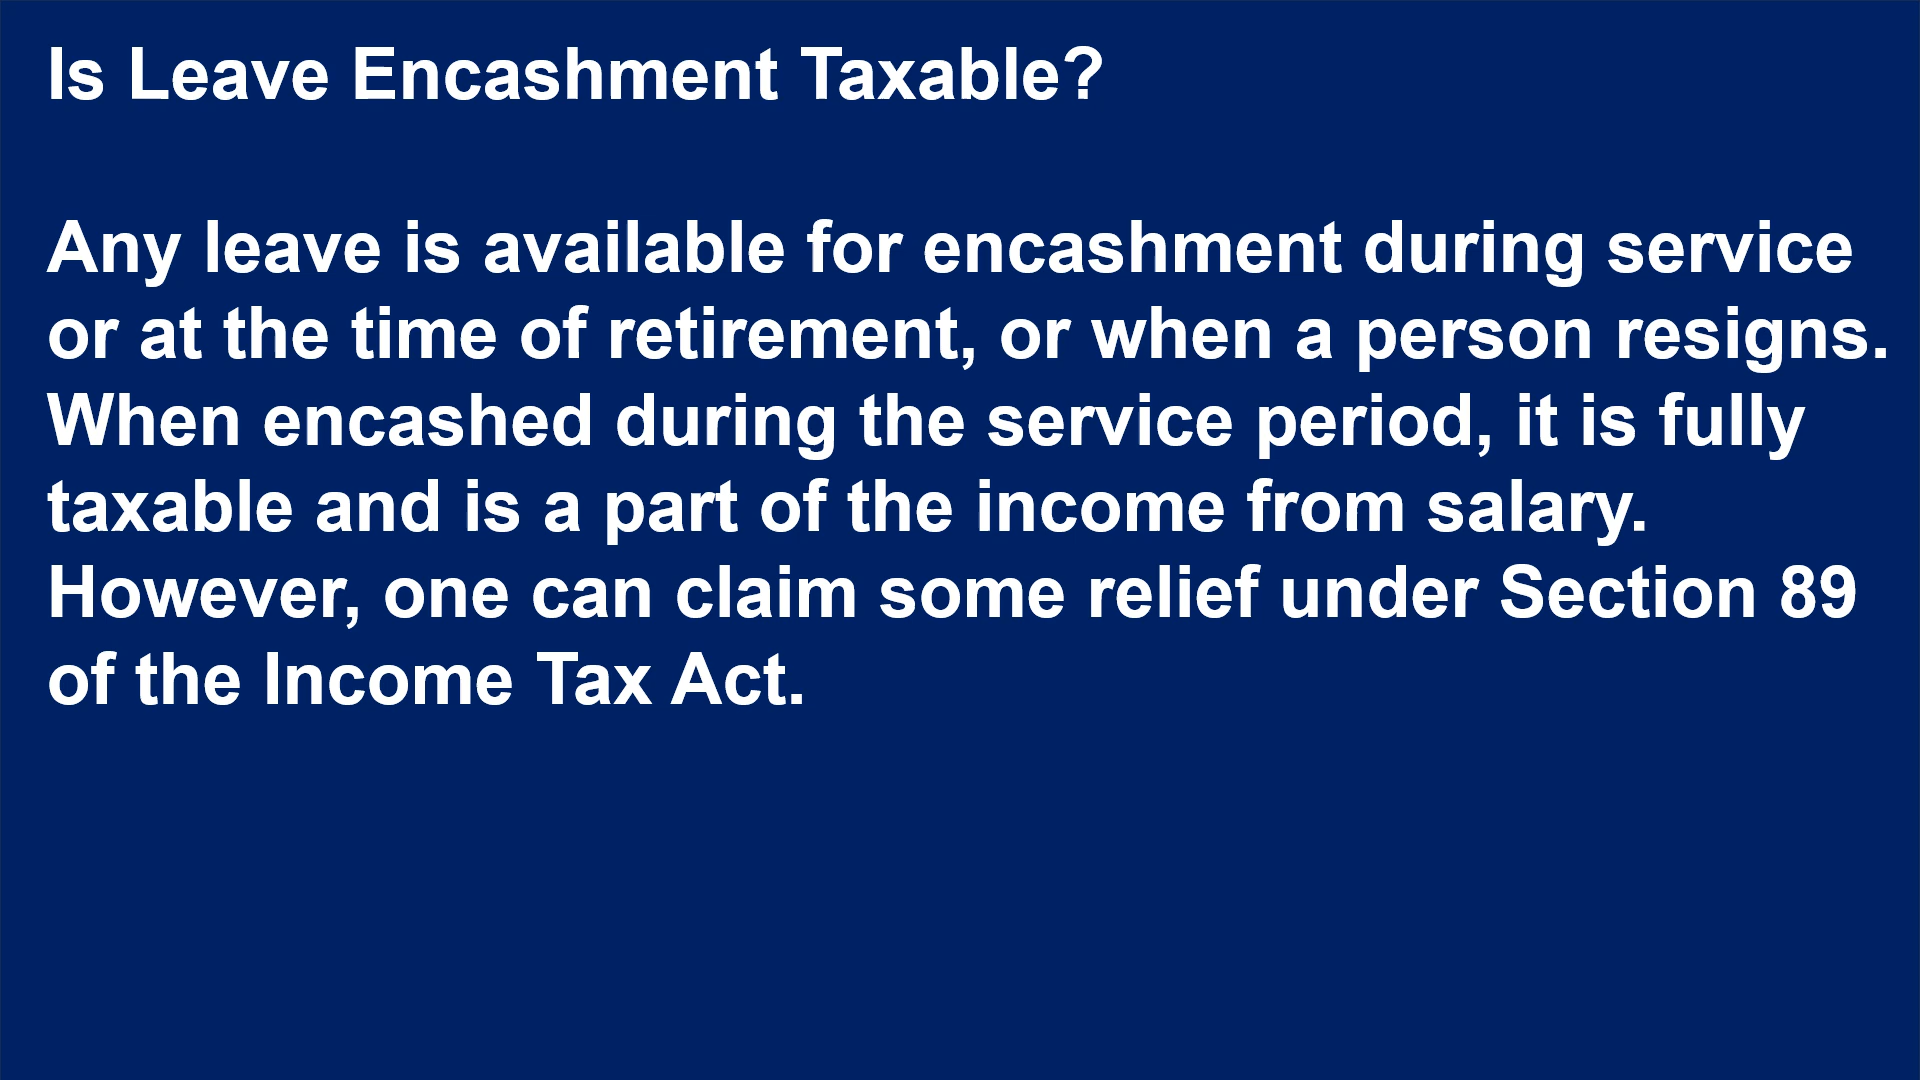 Is Leave Encashment Taxable?
Any leave is available for encashment during service
or at the time of retirement, or when a person resigns.
When encashed during the service period, it is fully
taxable and is a part of the income from salary.
However, one can claim some relief under Section 89
of the Income Tax Act.